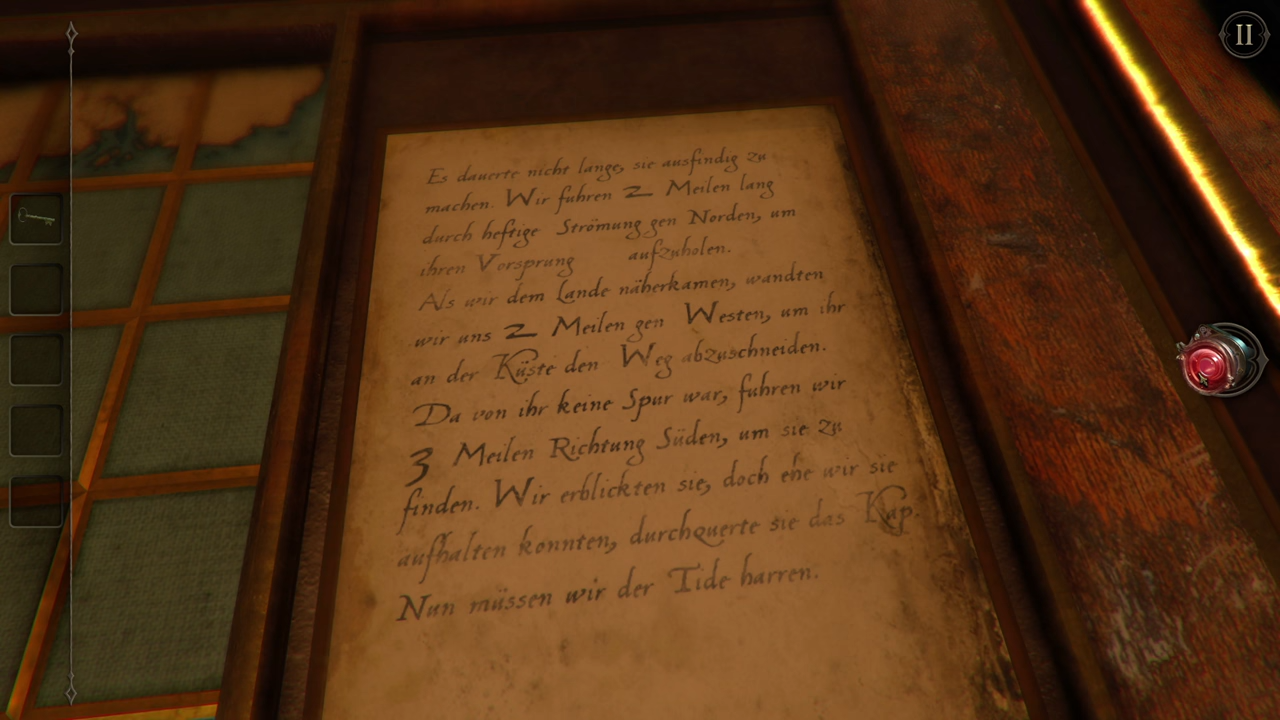 Es dauerte nicht lange, sie ausfindig zu
machen. Wir fuhren 2 Meilen lang
durch heftige Strömung gen Norden, um
ihren Vorsprung aufzuholen.
Als wir dem Lande näherkamen, wandten
wir uns 2 Meilen gen Westen, um ihr
an der Küste den Weg abzuschneiden.
Da von ihr keine Spur war, fuhren wir
3 Meilen Richtung Süden, um sie zu
finden. Wir erblickten sie, doch ehe wir sie
aufhalten konnten, durchquerte sie das Kap.
Nun müssen wir der Tide harren.
II